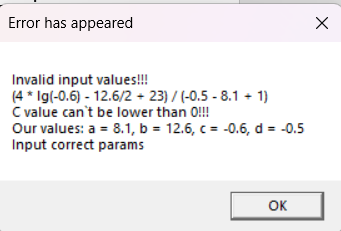 Error has appeared
Invalid input values!!!
(4 * lg(-0.6) - 12.6/2 + 23) / (-0.5 - 8.1 + 1)
C value can`t be lower than 0!!!
Our values: a = 8.1, b = 12.6, c = -0.6, d = -0.5
Input correct params
OK